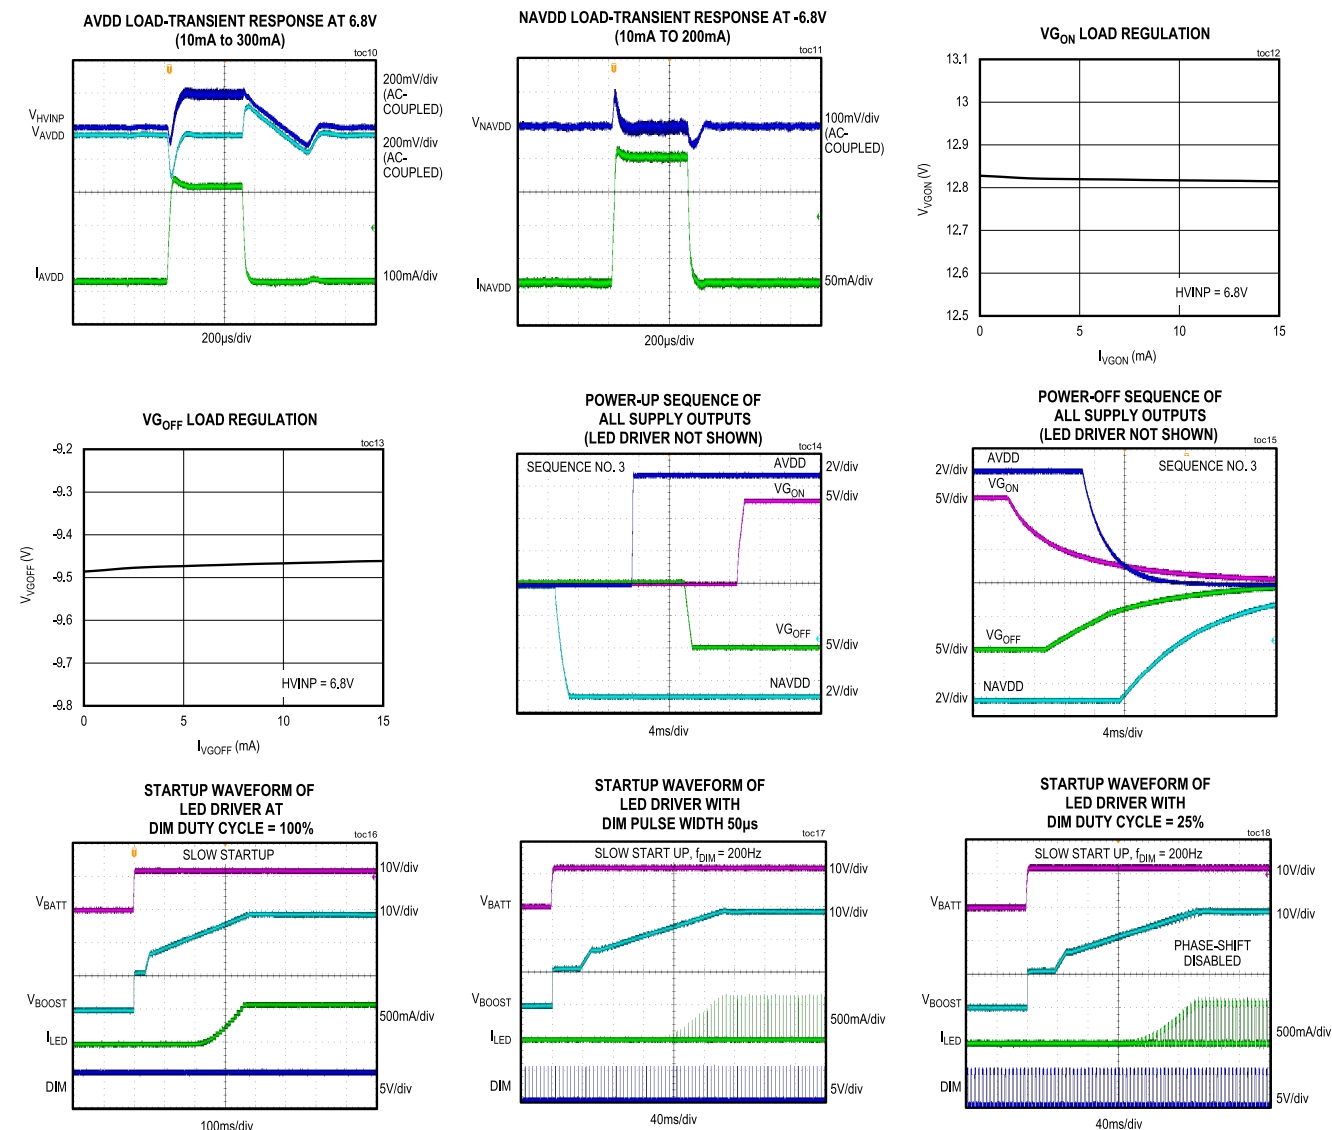 AVDD LOAD-TRANSIENT RESPONSE AT 6.8V
(10mA to 300mA)
toc10
200mV/div
(AC-
COUPLED)
VHVINP
VAVDD
200mV/div
(AC-
COUPLED)
IAVDD
100mA/div
200µs/div
NAVDD LOAD-TRANSIENT RESPONSE AT -6.8V
(10mA TO 200mA)
toc11
VNAVDD
100mV/div
(AC-
COUPLED)
INAVDD
50mA/div
200µs/div
VGON LOAD REGULATION
toc12
13.1
13
12.9
12.8
12.7
12.6
12.5
VVGON (V)
HVINP = 6.8V
0 5 10 15
IVGON (mA)
VGOFF LOAD REGULATION
toc13
-9.2
-9.3
-9.4
-9.5
-9.6
-9.7
-9.8
VVGOFF (V)
HVINP = 6.8V
0 5 10 15
IVGOFF (mA)
POWER-UP SEQUENCE OF
ALL SUPPLY OUTPUTS
(LED DRIVER NOT SHOWN)
toc14
SEQUENCE NO. 3
AVDD
2V/div
VGON
5V/div
VGOFF
5V/div
NAVDD
2V/div
4ms/div
POWER-OFF SEQUENCE OF
ALL SUPPLY OUTPUTS
(LED DRIVER NOT SHOWN)
toc15
AVDD
SEQUENCE NO. 3
2V/div
VGON
5V/div
VGOFF
5V/div
NAVDD
2V/div
4ms/div
STARTUP WAVEFORM OF
LED DRIVER AT
DIM DUTY CYCLE = 100%
toc16
SLOW STARTUP
10V/div
VBATT
10V/div
VBOOST
500mA/div
ILED
DIM
5V/div
100ms/div
STARTUP WAVEFORM OF
LED DRIVER WITH
DIM PULSE WIDTH 50µs
toc17
SLOW START UP, fDIM = 200Hz
10V/div
VBATT
10V/div
VBOOST
500mA/div
ILED
DIM
5V/div
40ms/div
STARTUP WAVEFORM OF
LED DRIVER WITH
DIM DUTY CYCLE = 25%
toc18
SLOW START UP, fDIM = 200Hz
10V/div
VBATT
10V/div
PHASE-SHIFT
DISABLED
VBOOST
500mA/div
ILED
DIM
5V/div
40ms/div